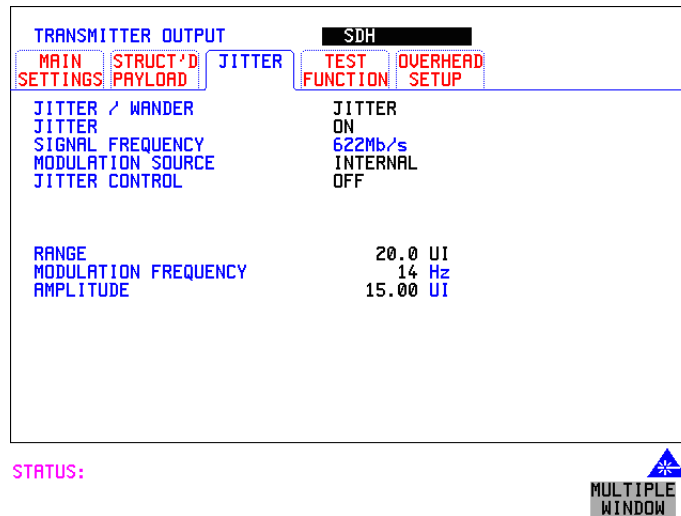 TRANSMITTER OUTPUT SDH
MAIN SETTINGS STRUCT'D PAYLOAD JITTER TEST FUNCTION OVERHEAD SETUP
JITTER / WANDER JITTER
JITTER ON
SIGNAL FREQUENCY 622Mb/s
MODULATION SOURCE INTERNAL
JITTER CONTROL OFF
RANGE 20.0 UI
MODULATION FREQUENCY 14 Hz
AMPLITUDE 15.00 UI
STATUS:
MULTIPLE
WINDOW